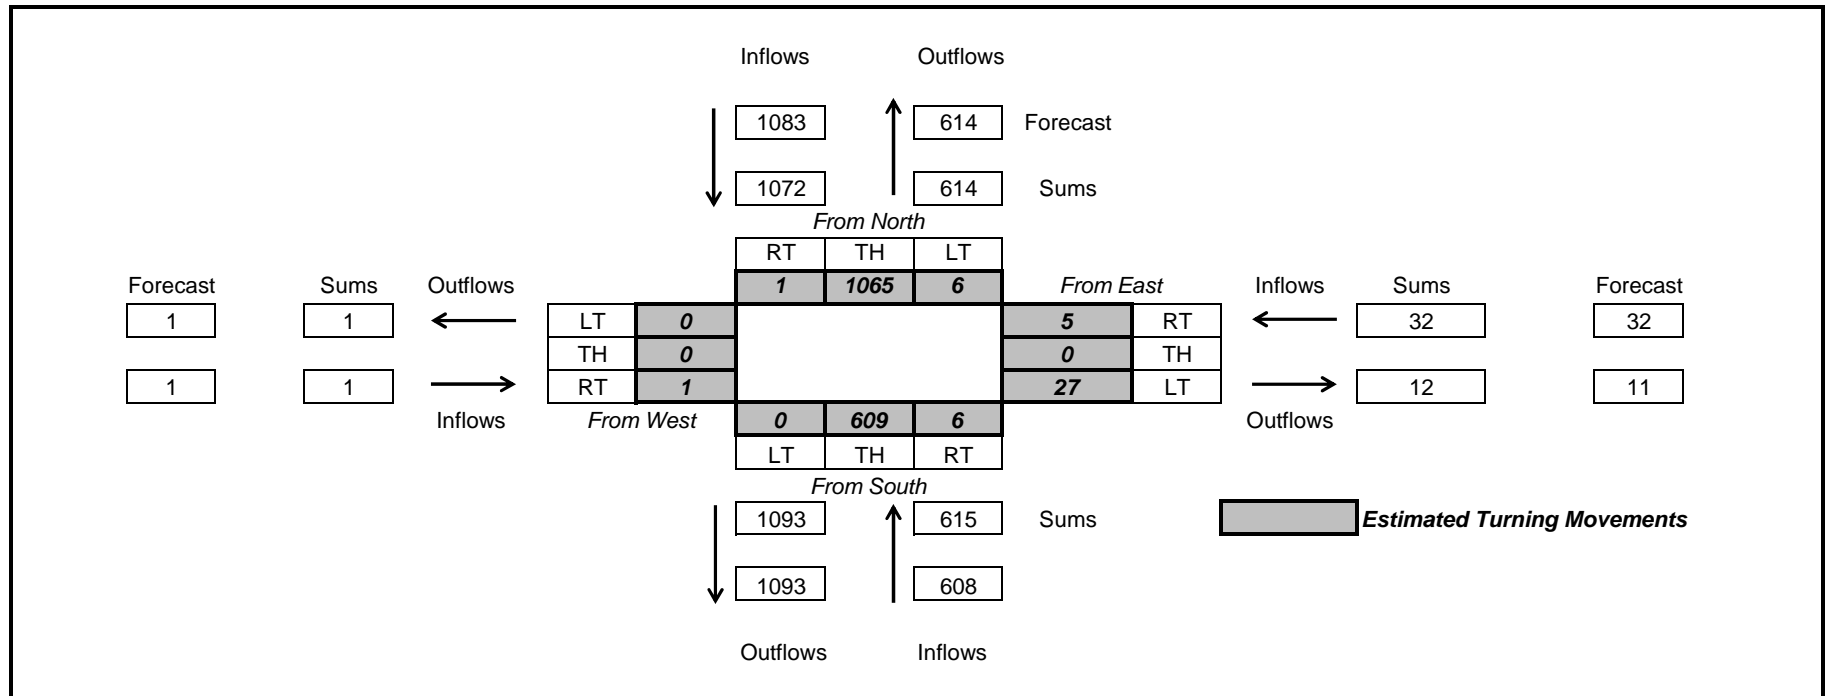 Inflows Outflows
1083 614 Forecast
1072 614 Sums
From North
RT TH LT
Forecast Sums Outflows 1 1065 6 From East Inflows Sums Forecast
1 1 LT 0 5 RT 32 32
TH 0 0 TH
1 1 RT 1 27 LT 12 11
Inflows From West 0 609 6 Outflows
LT TH RT
From South
1093 615 Sums Estimated Turning Movements
1093 608
Outflows Inflows